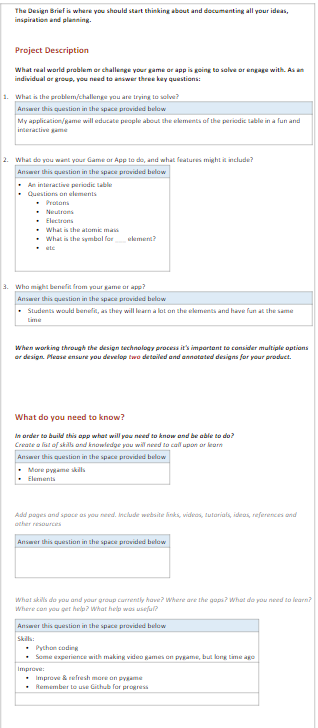 The Design Brief is where you should start thinking about and documenting all your ideas,
inspiration and planning.
Project Description
What real world problem or challenge your game or app is going to solve or engage with. As an
individual or group, you need to answer three key questions:
1. What is the problem/challenge you are trying to solve?
Answer this question in the space provided below
My application/game will educate people about the elements of the periodic table in a fun and
interactive game
2. What do you want your Game or App to do, and what features might it include?
Answer this question in the space provided below
• An interactive periodic table
• Questions on elements
• Protons
• Neutrons
• Electrons
• What is the atomic mass
• What is the symbol for ___ element?
• etc
3. Who might benefit from your game or app?
Answer this question in the space provided below
• Students would benefit, as they will learn a lot on the elements and have fun at the same
time
When working through the design technology process it's important to consider multiple options
or design. Please ensure you develop two detailed and annotated designs for your product.
What do you need to know?
In order to build this app what will you need to know and be able to do?
Create a list of skills and knowledge you will need to call upon or learn
Answer this question in the space provided below
• More pygame skills
• Elements
Add pages and space as you need. Include website links, videos, tutorials, ideas, references and
other resources
Answer this question in the space provided below
What skills do you and your group currently have? Where are the gaps? What do you need to learn?
Where can you get help? What help was useful?
Answer this question in the space provided below
Skills:
• Python coding
• Some experience with making video games on pygame, but long time ago
Improve:
• Improve & refresh more on pygame
• Remember to use Github for progress